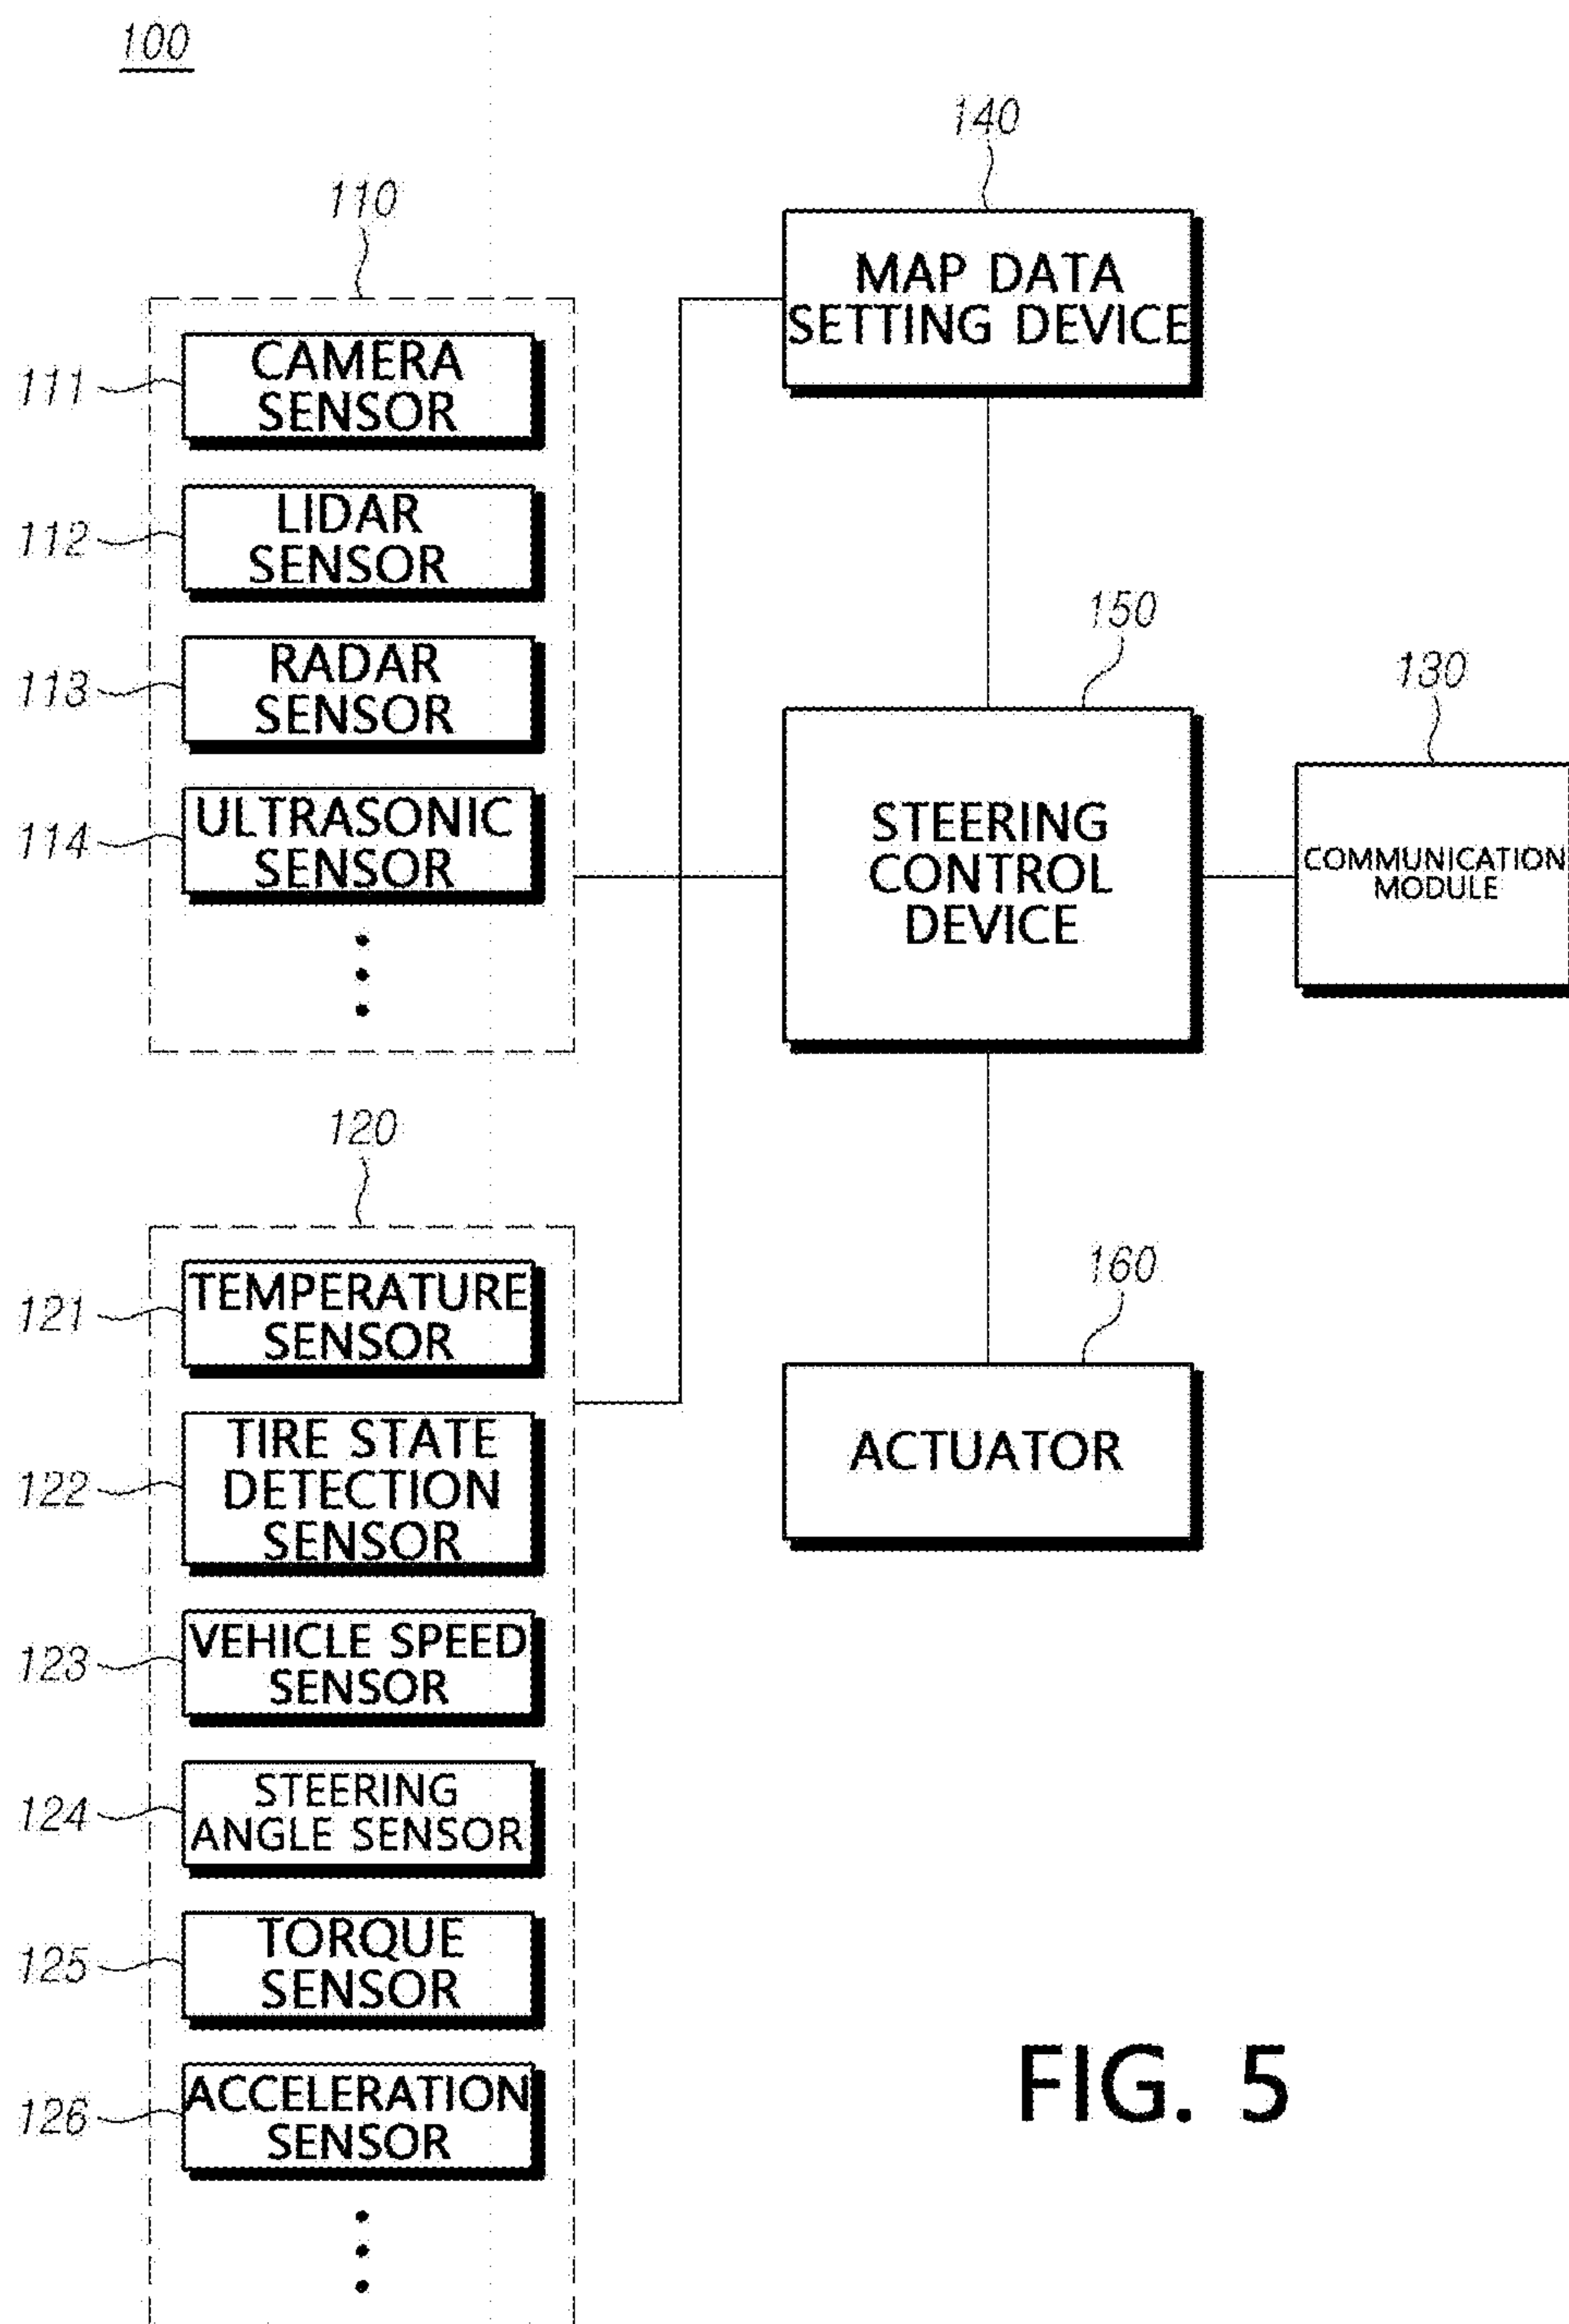 100
110
111
CAMERA
SENSOR
112
LIDAR
SENSOR
113
RADAR
SENSOR
114
ULTRASONIC
SENSOR
120
121
TEMPERATURE
SENSOR
122
TIRE STATE
DETECTION
SENSOR
123
VEHICLE SPEED
SENSOR
124
STEERING
ANGLE SENSOR
125
TORQUE
SENSOR
126
ACCELERATION
SENSOR
140
MAP DATA
SETTING DEVICE
150
STEERING
CONTROL
DEVICE
130
COMMUNICATION
MODULE
160
ACTUATOR
FIG. 5